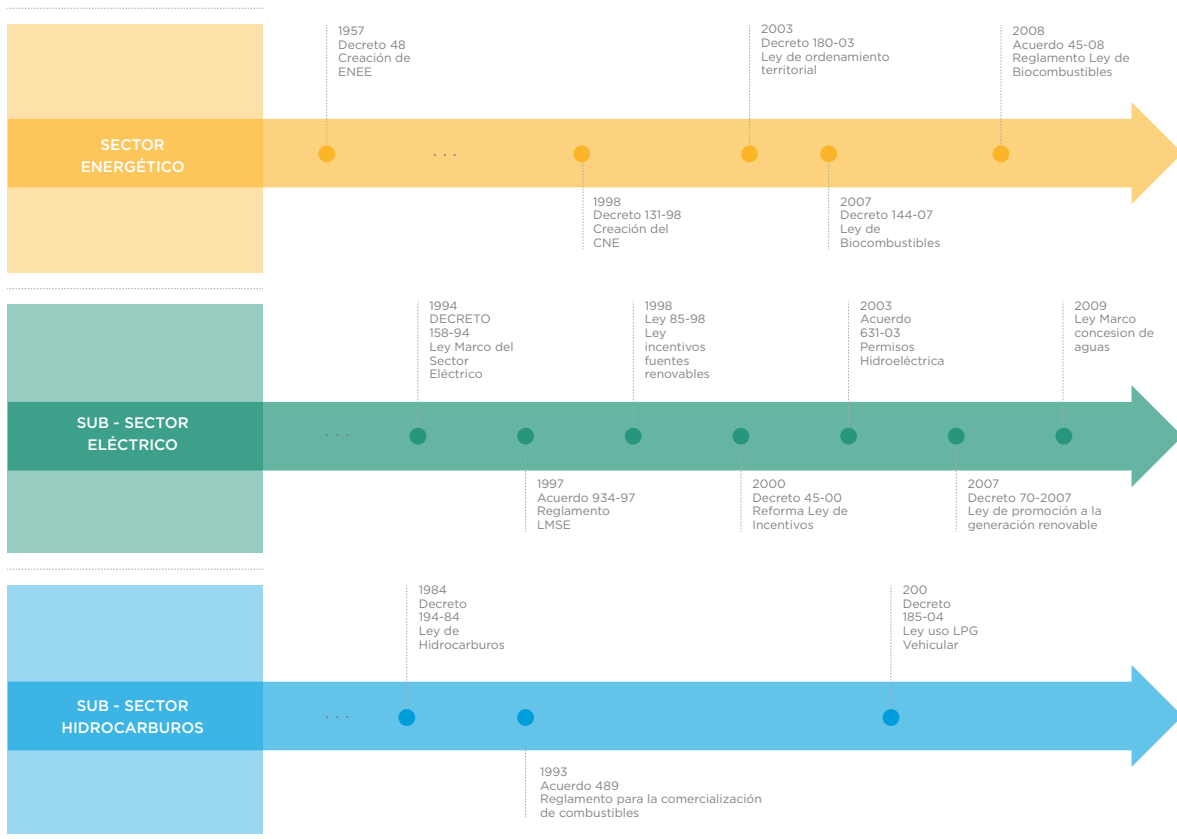 1957
Decreto 48
Creación de
ENEE
2003
Decreto 180-03
Ley de ordenamiento
territorial
2008
Acuerdo 45-08
Reglamento Ley de
Biocombustibles
SECTOR
ENERGÉTICO
. . .
1998
Decreto 131-98
Creación del
CNE
2007
Decreto 144-07
Ley de
Biocombustibles
1994
DECRETO
158-94
Ley Marco del
Sector
Eléctrico
1998
Ley 85-98
Ley
incentivos
fuentes
renovables
2003
Acuerdo
631-03
Permisos
Hidroeléctrica
2009
Ley Marco
concesion de
aguas
SUB - SECTOR
ELÉCTRICO
. . .
1997
Acuerdo 934-97
Reglamento
LMSE
2000
Decreto 45-00
Reforma Ley de
Incentivos
2007
Decreto 70-2007
Ley de promoción a la
generación renovable
1984
Decreto
194-84
Ley de
Hidrocarburos
200
Decreto
185-04
Ley uso LPG
Vehicular
SUB - SECTOR
HIDROCARBUROS
. . .
1993
Acuerdo 489
Reglamento para la comercialización
de combustibles